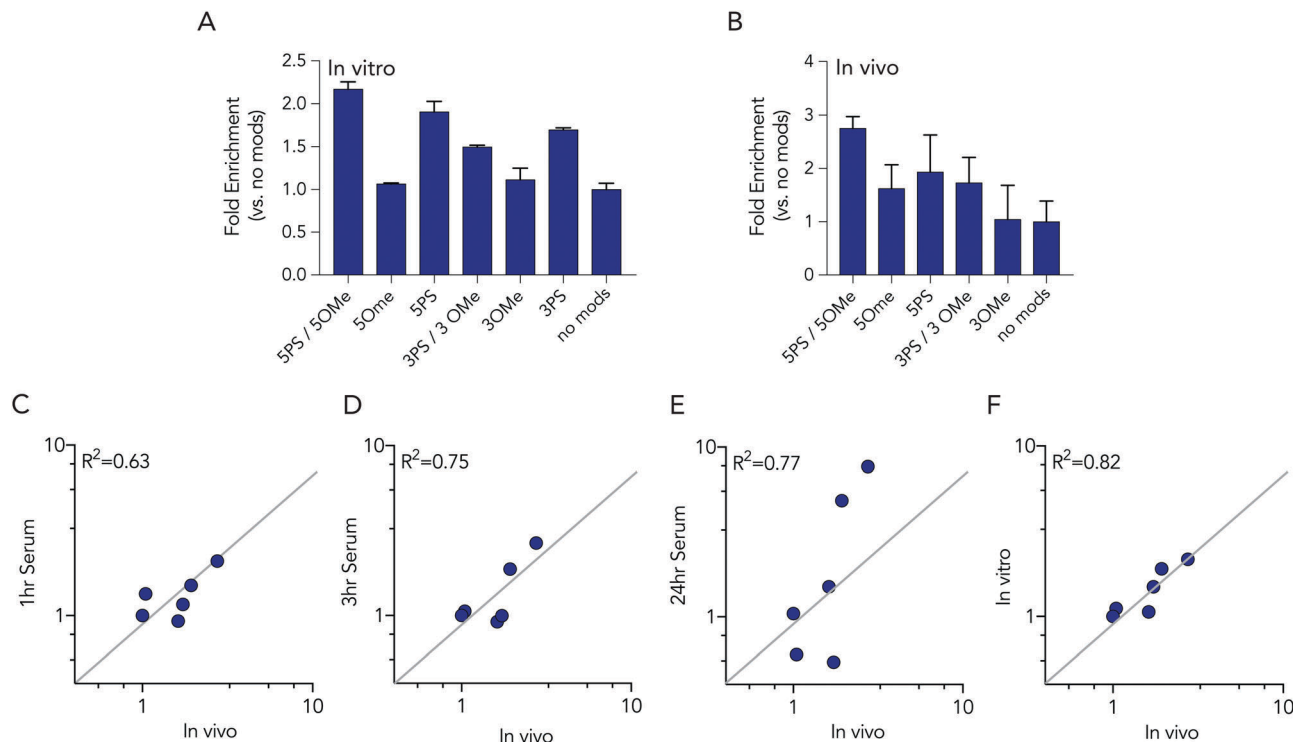 A
In vitro
Fold Enrichment
(vs. no mods)
2.5
2.0
1.5
1.0
0.5
0.0
5PS / 5OMe
5Ome
5PS
3PS / 3 OMe
3OMe
3PS
no mods
B
In vivo
Fold Enrichment
(vs. no mods)
4
3
2
1
0
5PS / 5OMe
5Ome
5PS
3PS / 3 OMe
3OMe
no mods
C
R²=0.63
1hr Serum
10
1
1
10
In vivo
D
R²=0.75
3hr Serum
10
1
1
10
In vivo
E
R²=0.77
24hr Serum
10
1
1
10
In vivo
F
R²=0.82
In vitro
10
1
1
10
In vivo